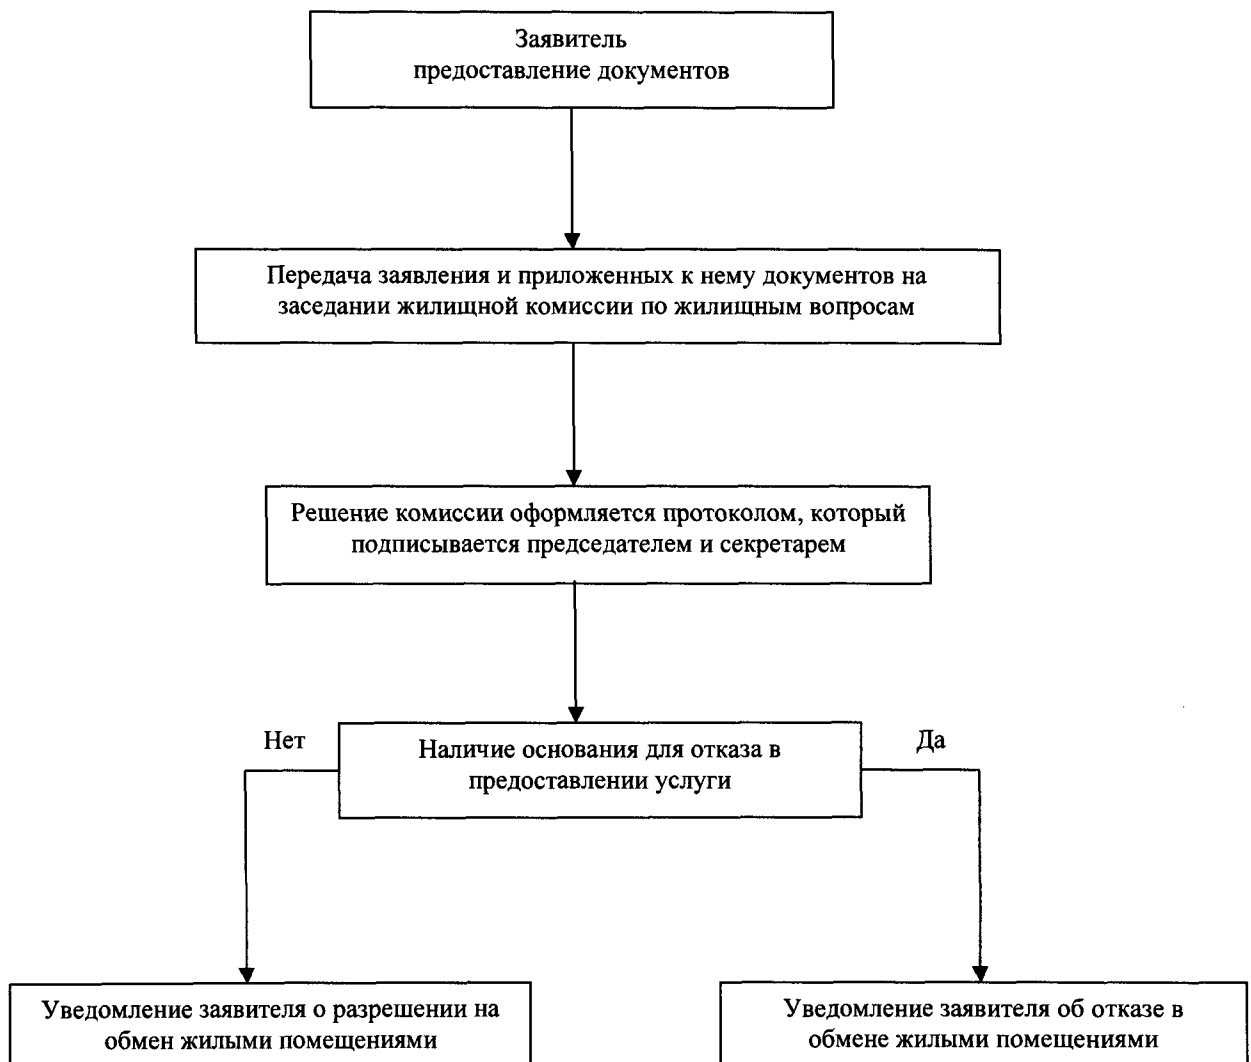 Заявитель
предоставление документов
Передача заявления и приложенных к нему документов на
заседании жилищной комиссии по жилищным вопросам
Решение комиссии оформляется протоколом, который
подписывается председателем и секретарем
Нет
Наличие основания для отказа в
предоставлении услуги
Да
Уведомление заявителя о разрешении на
обмен жилыми помещениями
Уведомление заявителя об отказе в
обмене жилыми помещениями